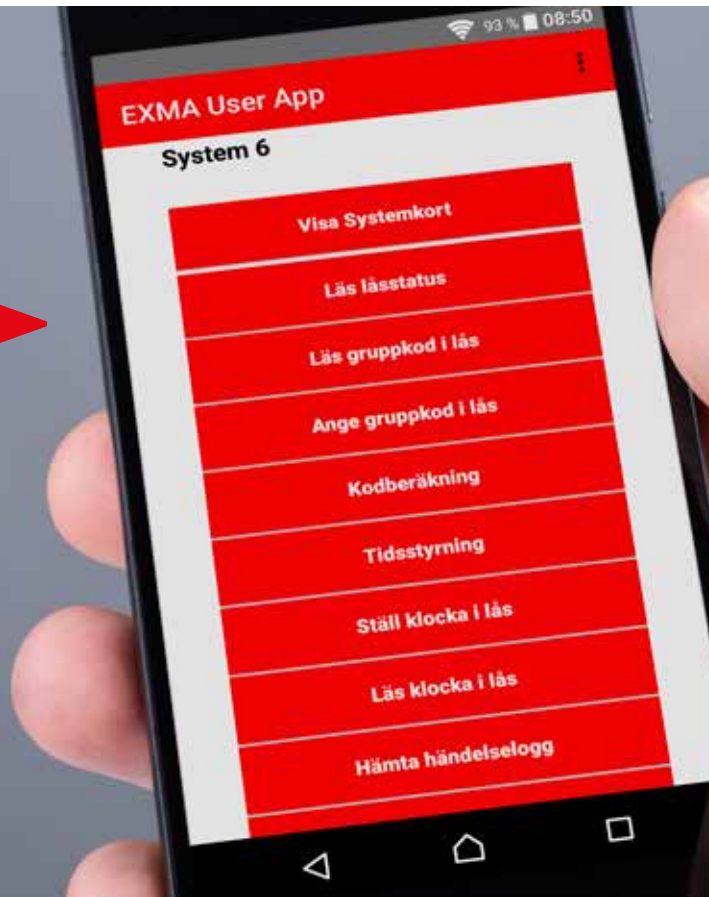 93 % 08:50
EXMA User App
System 6
Visa Systemkort
Läs låsstatus
Läs gruppkod i lås
Ange gruppkod i lås
Kodberäkning
Tidsstyrning
Ställ klocka i lås
Läs klocka i lås
Hämta händelselogg